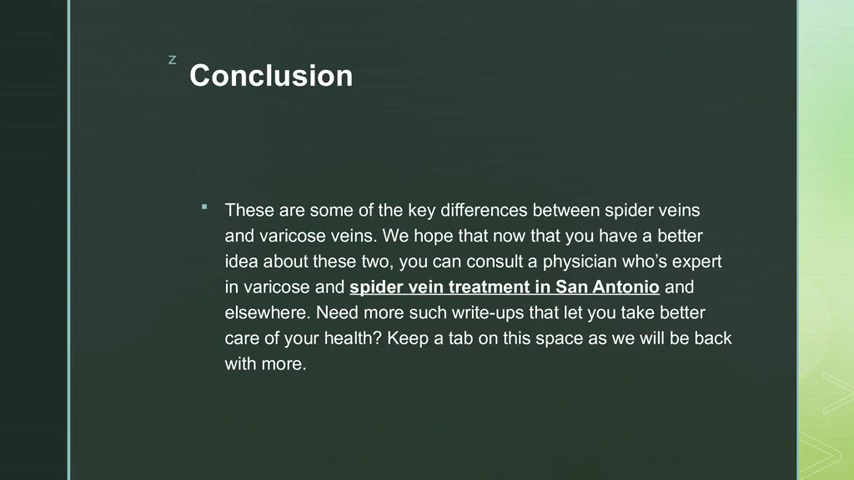 z
Conclusion
▪ These are some of the key differences between spider veins
and varicose veins. We hope that now that you have a better
idea about these two, you can consult a physician who’s expert
in varicose and spider vein treatment in San Antonio and
elsewhere. Need more such write-ups that let you take better
care of your health? Keep a tab on this space as we will be back
with more.